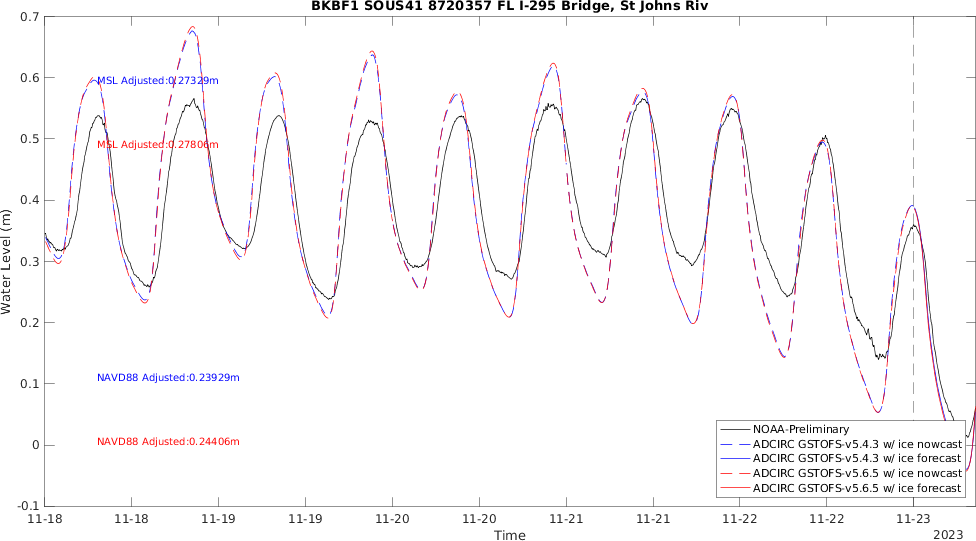 BKBF1 SOUS41 8720357 FL I-295 Bridge, St Johns Riv
0.7
0.6
0.5
0.4
0.3
0.2
0.1
0
-0.1
Water Level (m)
MSL Adjusted:0.27329m
MSL Adjusted:0.27806m
NAVD88 Adjusted:0.23929m
NAVD88 Adjusted:0.24406m
NOAA-Preliminary
ADCIRC GSTOFS-v5.4.3 w/ ice nowcast
ADCIRC GSTOFS-v5.4.3 w/ ice forecast
ADCIRC GSTOFS-v5.6.5 w/ ice nowcast
ADCIRC GSTOFS-v5.6.5 w/ ice forecast
11-18 11-18 11-19 11-19 11-20 11-20 11-21 11-21 11-22 11-22 11-23
Time
2023